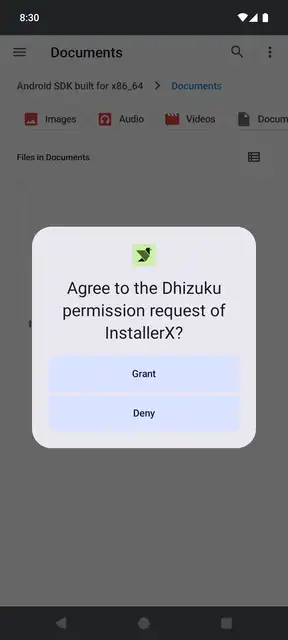 8:30
Documents
Android SDK built for x86_64 > Documents
Images Audio Videos Docum
Files in Documents
Agree to the Dhizuku
permission request of
InstallerX?
Grant
Deny